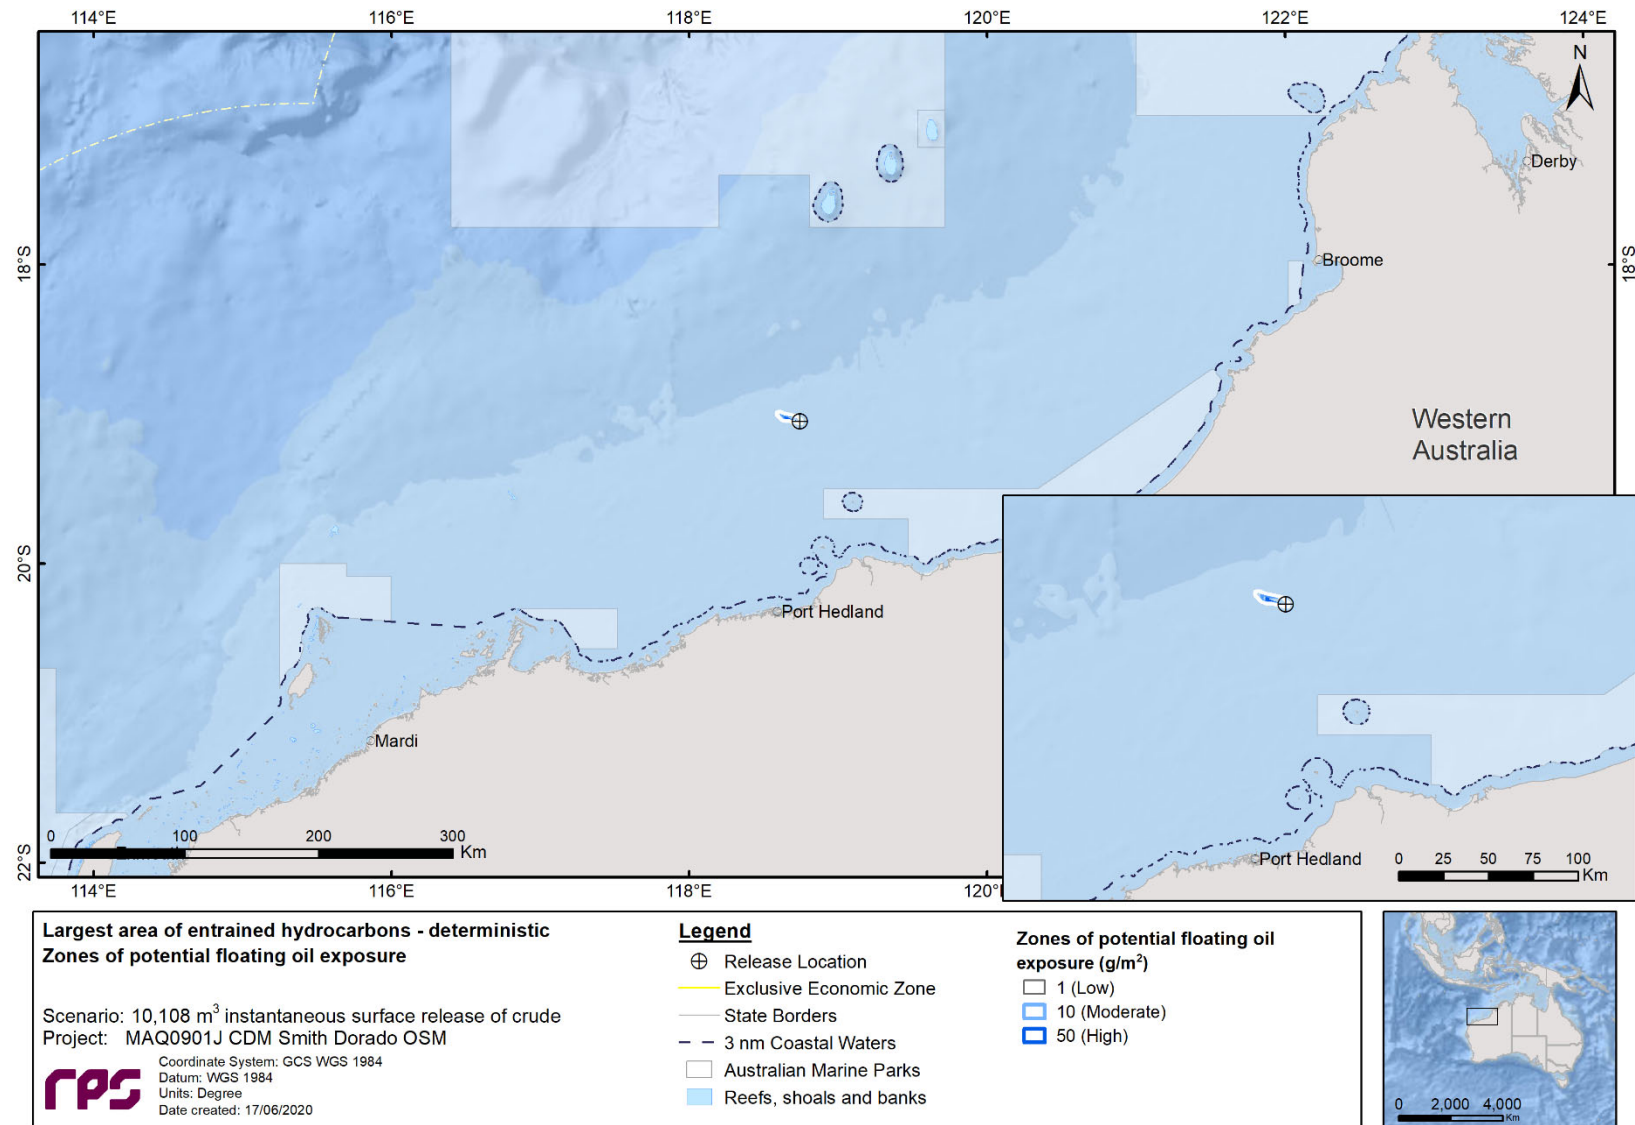 114°E 116°E 118°E 120°E 122°E 124°E
N
Derby
18°S 18°S
Broome
Western
Australia
20°S
Port Hedland
Mardi
0 100 200 300
Km
22°S
114°E 116°E 118°E 120°
Port Hedland
0 25 50 75 100
Km
Largest area of entrained hydrocarbons - deterministic
Zones of potential floating oil exposure
Scenario: 10,108 m³ instantaneous surface release of crude
Project: MAQ0901J CDM Smith Dorado OSM
rps
Coordinate System: GCS WGS 1984
Datum: WGS 1984
Units: Degree
Date created: 17/06/2020
Legend
Release Location
Exclusive Economic Zone
State Borders
3 nm Coastal Waters
Australian Marine Parks
Reefs, shoals and banks
Zones of potential floating oil
exposure (g/m²)
1 (Low)
10 (Moderate)
50 (High)
0 2,000 4,000
Km